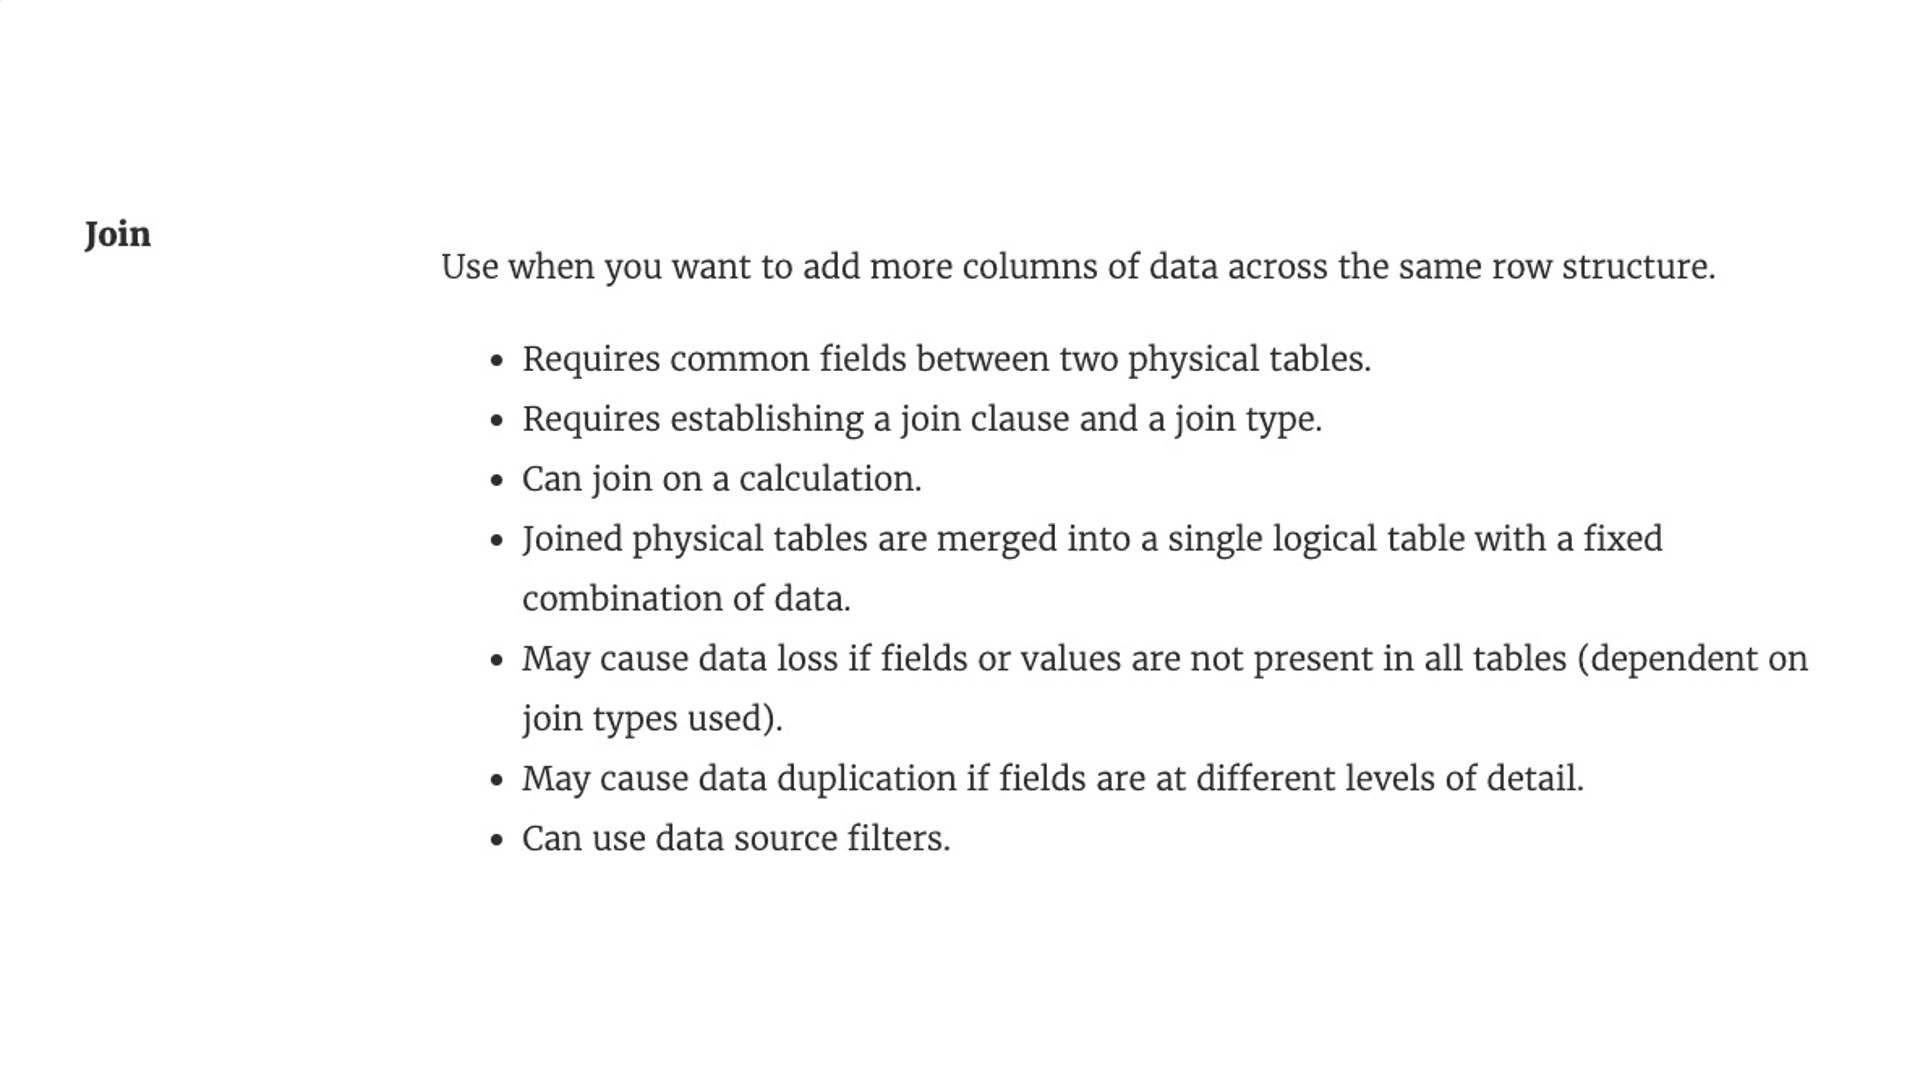 Join
Use when you want to add more columns of data across the same row structure.
• Requires common fields between two physical tables.
• Requires establishing a join clause and a join type.
• Can join on a calculation.
• Joined physical tables are merged into a single logical table with a fixed
combination of data.
• May cause data loss if fields or values are not present in all tables (dependent on
join types used).
• May cause data duplication if fields are at different levels of detail.
• Can use data source filters.